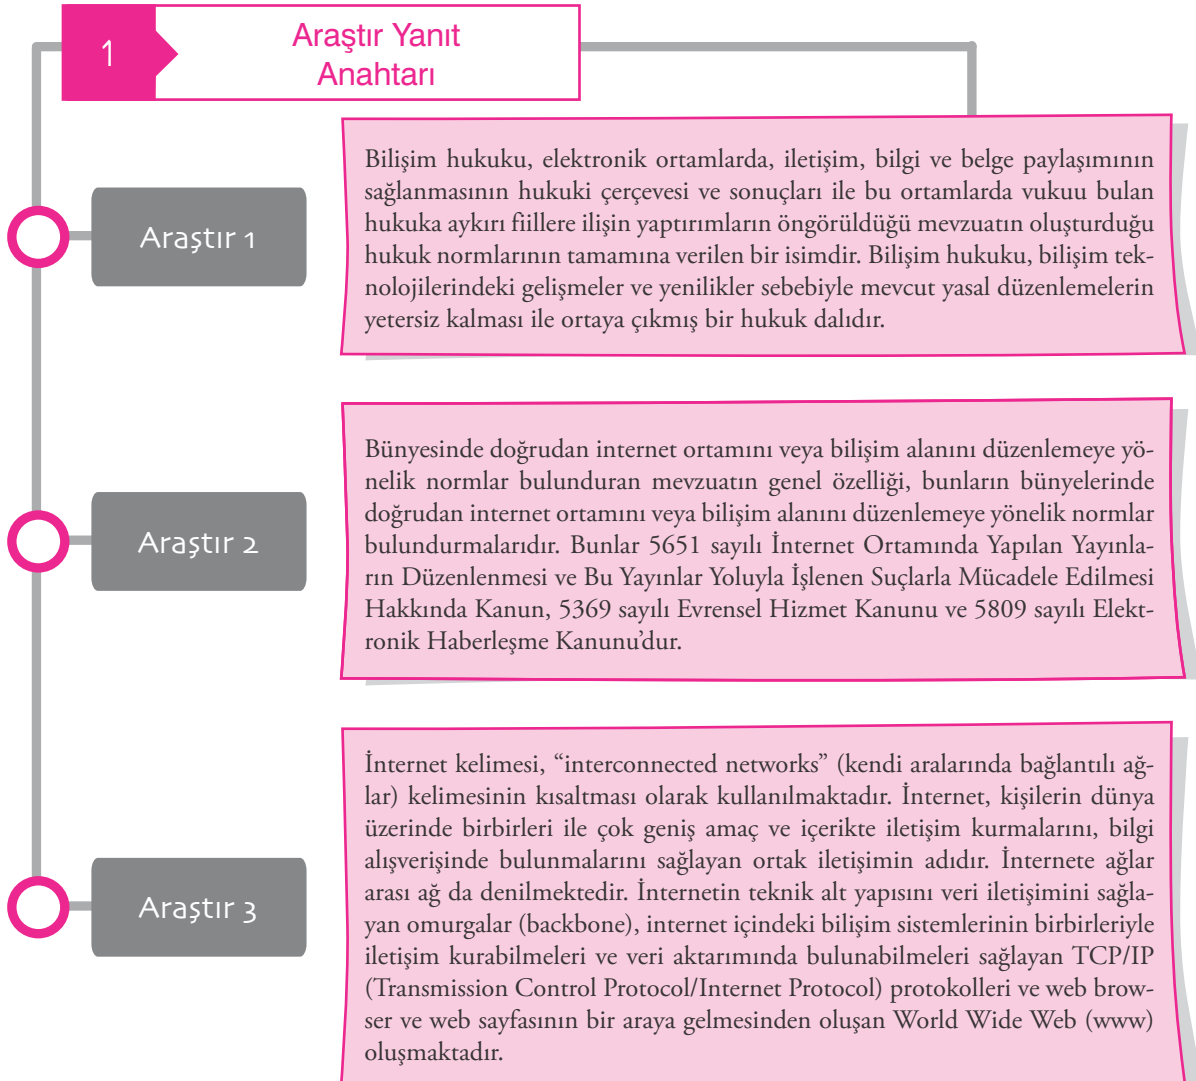 1
Araştır Yanıt
Anahtarı
Araştır 1
Bilişim hukuku, elektronik ortamlarda, iletişim, bilgi ve belge paylaşımının
sağlanmasının hukuki çerçevesi ve sonuçları ile bu ortamlarda vukuu bulan
hukuka aykırı fiillere ilişin yaptırımların öngörüldüğü mevzuatın oluşturduğu
hukuk normlarının tamamına verilen bir isimdir. Bilişim hukuku, bilişim tek-
nolojilerindeki gelişmeler ve yenilikler sebebiyle mevcut yasal düzenlemelerin
yetersiz kalması ile ortaya çıkmış bir hukuk dalıdır.
Araştır 2
Bünyesinde doğrudan internet ortamını veya bilişim alanını düzenlemeye yö-
nelik normlar bulunduran mevzuatın genel özelliği, bunların bünyelerinde
doğrudan internet ortamını veya bilişim alanını düzenlemeye yönelik normlar
bulundurmalarıdır. Bunlar 5651 sayılı İnternet Ortamında Yapılan Yayınla-
rın Düzenlenmesi ve Bu Yayınlar Yoluyla İşlenen Suçlarla Mücadele Edilmesi
Hakkında Kanun, 5369 sayılı Evrensel Hizmet Kanunu ve 5809 sayılı Elekt-
ronik Haberleşme Kanunu’dur.
Araştır 3
İnternet kelimesi, “interconnected networks” (kendi aralarında bağlantılı ağ-
lar) kelimesinin kısaltması olarak kullanılmaktadır. İnternet, kişilerin dünya
üzerinde birbirleri ile çok geniş amaç ve içerikte iletişim kurmalarını, bilgi
alışverişinde bulunmalarını sağlayan ortak iletişimin adıdır. İnternete ağlar
arası ağ da denilmektedir. İnternetin teknik alt yapısını veri iletişimini sağla-
yan omurgalar (backbone), internet içindeki bilişim sistemlerinin birbirleriyle
iletişim kurabilmeleri ve veri aktarımında bulunabilmeleri sağlayan TCP/IP
(Transmission Control Protocol/Internet Protocol) protokolleri ve web brow-
ser ve web sayfasının bir araya gelmesinden oluşan World Wide Web (www)
oluşmaktadır.